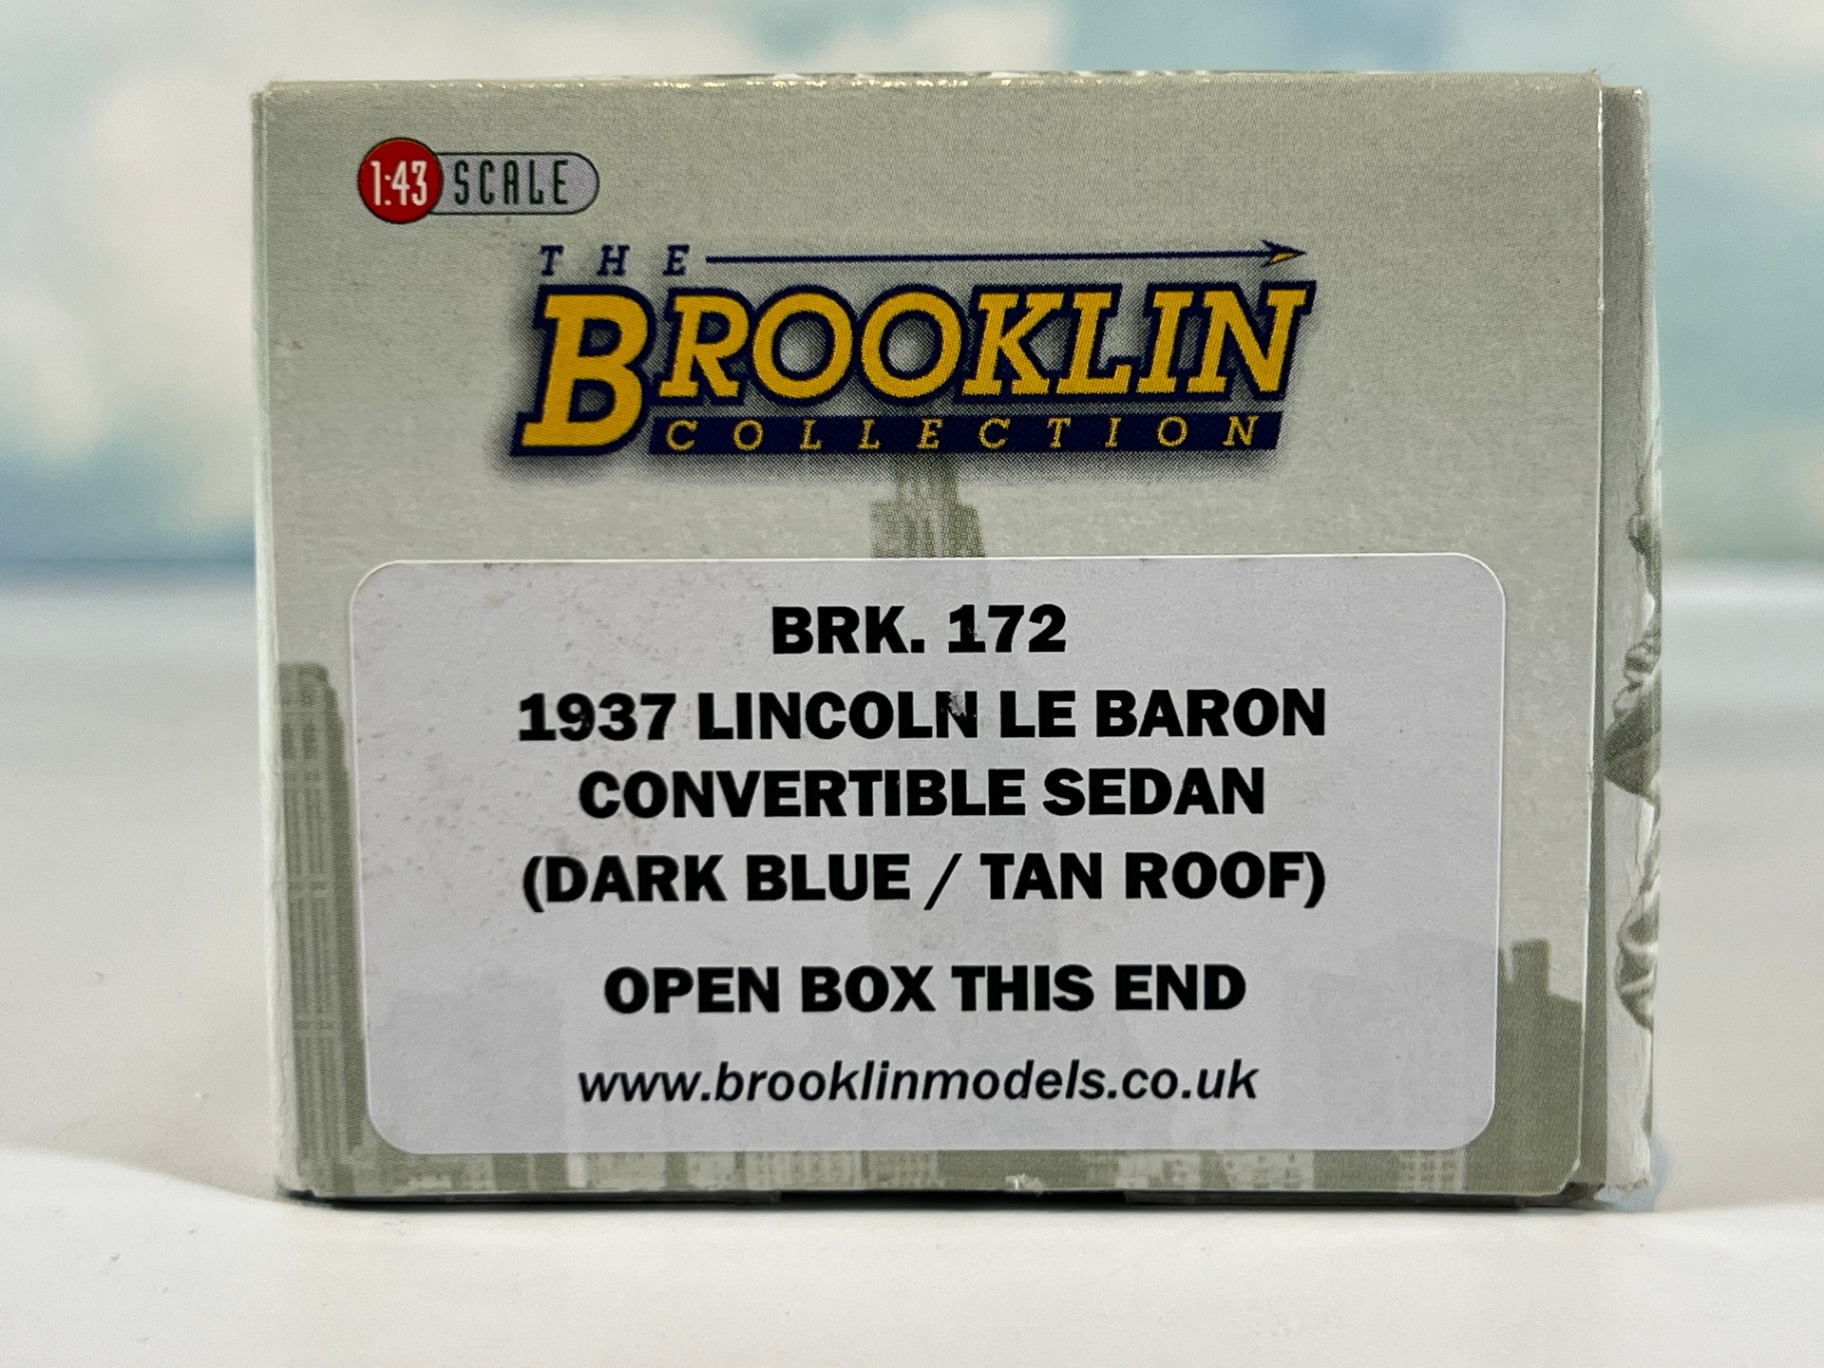 1:43 SCALE
THE
BROOKLIN
COLLECTION
BRK. 172
1937 LINCOLN LE BARON
CONVERTIBLE SEDAN
(DARK BLUE / TAN ROOF)
OPEN BOX THIS END
www.brooklinmodels.co.uk